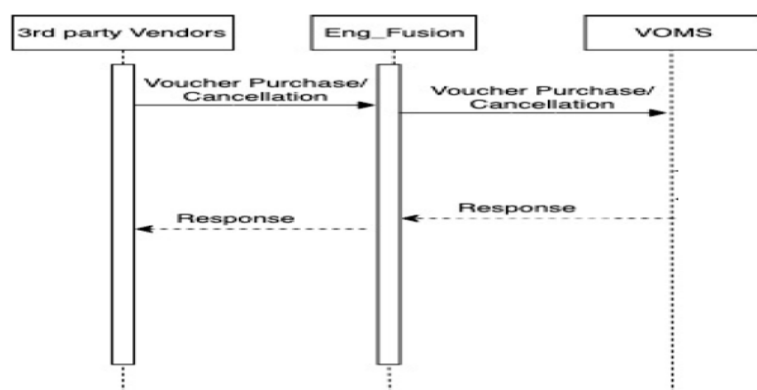 3rd party Vendors
Eng_Fusion
VOMS
Voucher Purchase/
Cancellation
Voucher Purchase/
Cancellation
Response
Response